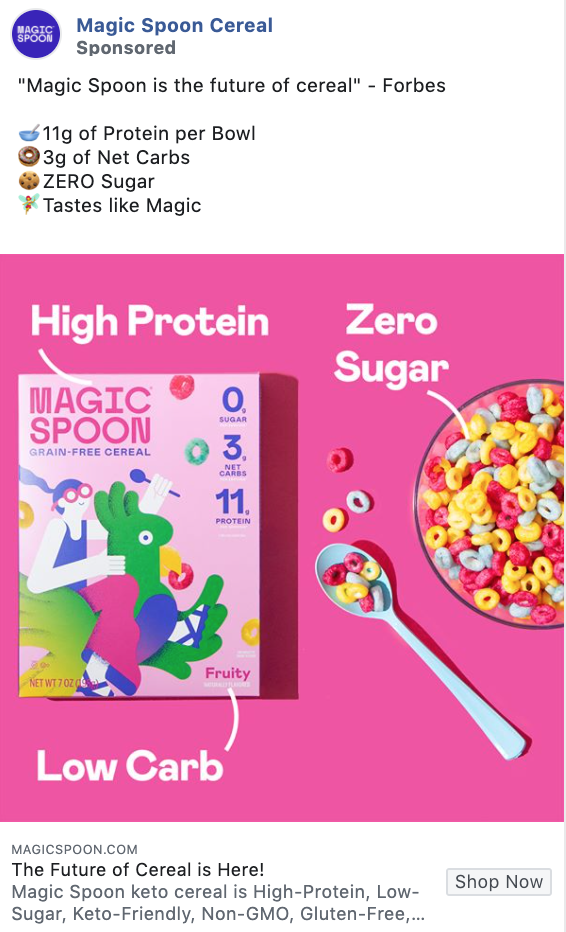 MAGIC
SPOON
Magic Spoon Cereal
Sponsored
"Magic Spoon is the future of cereal" - Forbes
🥣11g of Protein per Bowl
🍩3g of Net Carbs
🍪ZERO Sugar
🧚Tastes like Magic
High Protein
Zero
Sugar
MAGIC
SPOON
GRAIN-FREE CEREAL
0g
SUGAR
3g
NET
CARBS
11g
PROTEIN
Fruity
NATURALLY FLAVORED
NET WT 7 OZ
Low Carb
MAGICSPOON.COM
The Future of Cereal is Here!
Magic Spoon keto cereal is High-Protein, Low-
Sugar, Keto-Friendly, Non-GMO, Gluten-Free,...
Shop Now